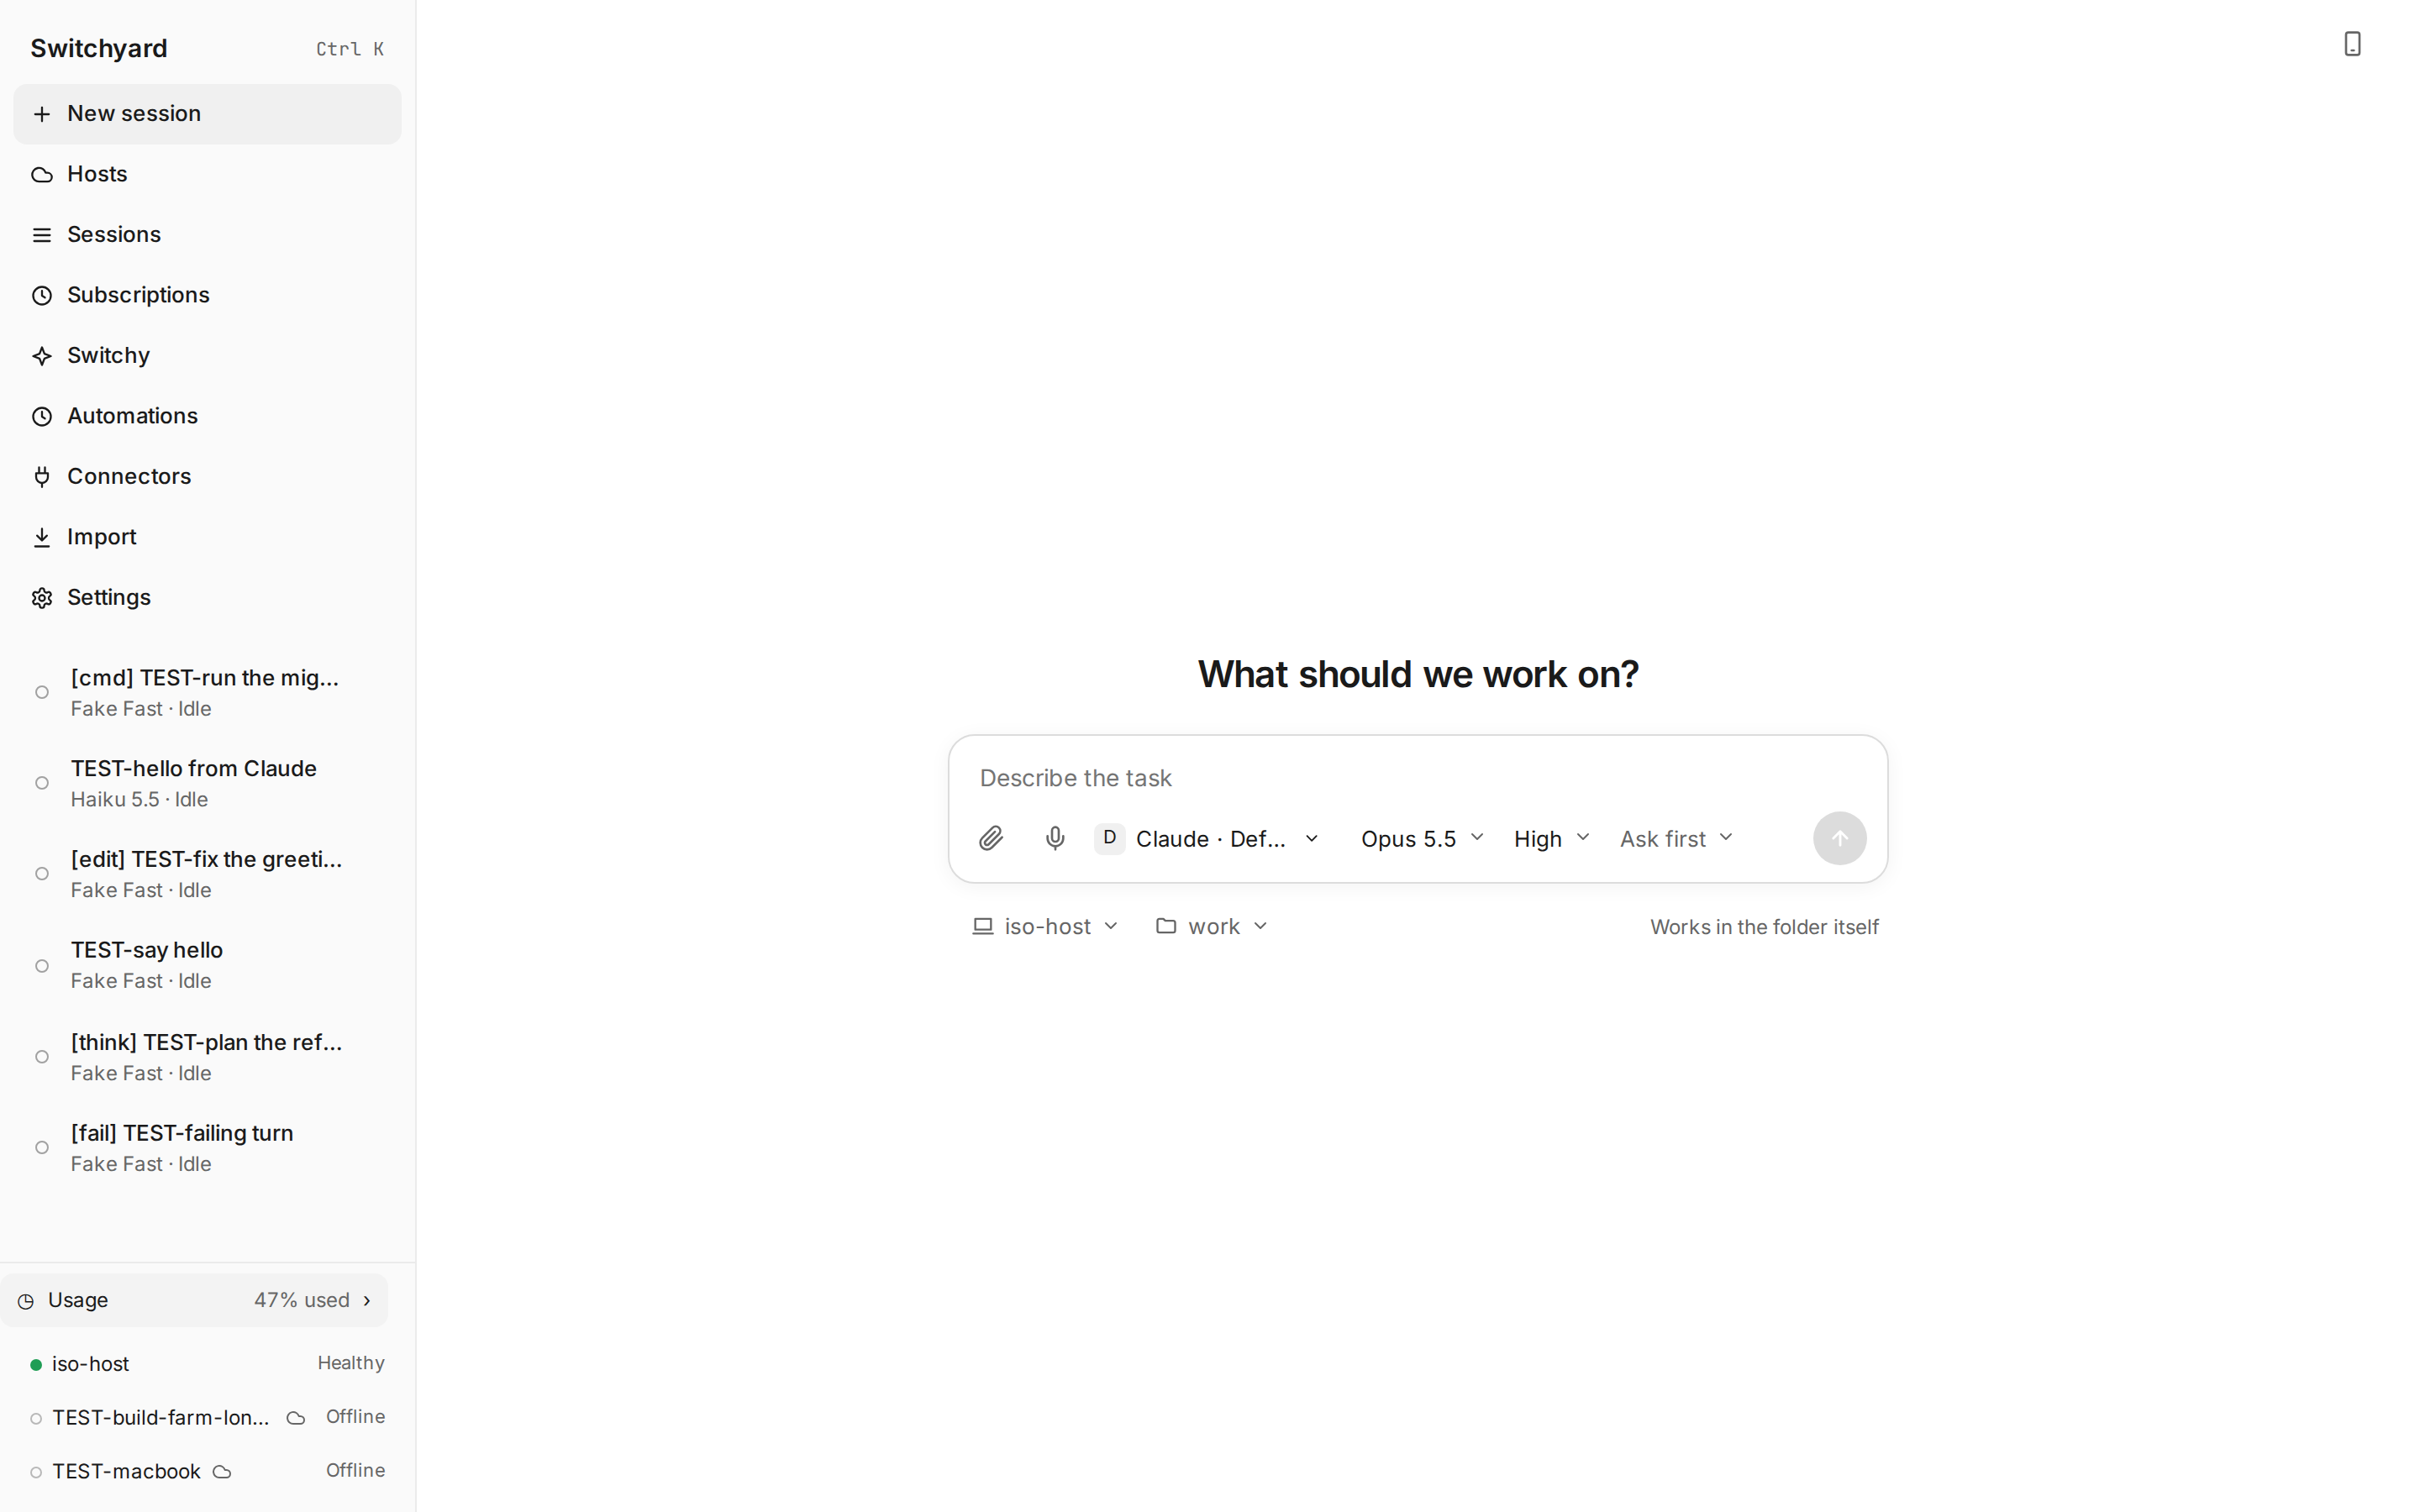 Switchyard
Ctrl K
New session
Hosts
Sessions
Subscriptions
Switchy
Automations
Connectors
Import
Settings
[cmd] TEST-run the mig...
Fake Fast · Idle
TEST-hello from Claude
Haiku 5.5 · Idle
[edit] TEST-fix the greeti...
Fake Fast · Idle
TEST-say hello
Fake Fast · Idle
[think] TEST-plan the ref...
Fake Fast · Idle
[fail] TEST-failing turn
Fake Fast · Idle
Usage 47% used ›
iso-host Healthy
TEST-build-farm-lon... Offline
TEST-macbook Offline
What should we work on?
Describe the task
D Claude · Def... Opus 5.5 High Ask first
iso-host work Works in the folder itself